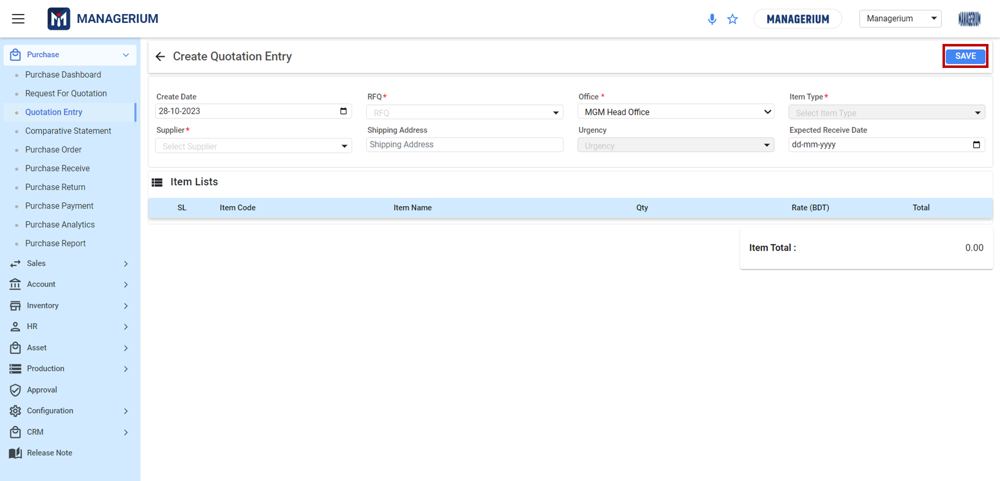 MANAGERIUM
MANAGERIUM
Managerium
MANAGERIUM
Purchase
Purchase Dashboard
Request For Quotation
Quotation Entry
Comparative Statement
Purchase Order
Purchase Receive
Purchase Return
Purchase Payment
Purchase Analytics
Purchase Report
Sales
Account
Inventory
HR
Asset
Production
Approval
Configuration
CRM
Release Note
Create Quotation Entry
SAVE
Create Date
28-10-2023
RFQ*
RFQ
Office *
MGM Head Office
Item Type*
Select Item Type
Supplier*
Select Supplier
Shipping Address
Shipping Address
Urgency
Urgency
Expected Receive Date
dd-mm-yyyy
Item Lists
SL Item Code Item Name Qty Rate (BDT) Total
Item Total : 0.00